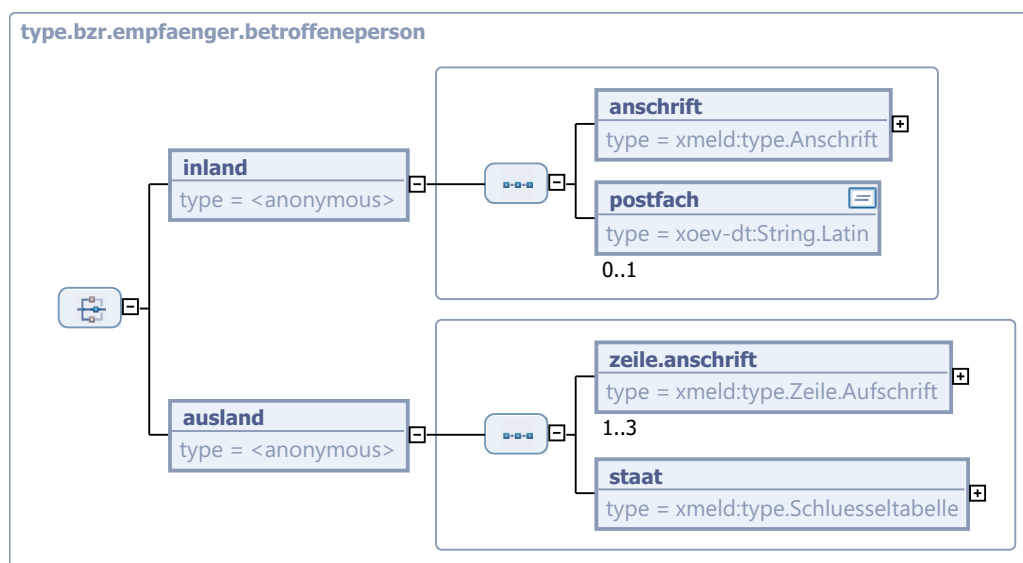 type.bzr.empfaenger.betroffeneperson
inland
type = <anonymous>
anschrift
type = xmeld:type.Anschrift
postfach
type = xoev-dt:String.Latin
0..1
ausland
type = <anonymous>
zeile.anschrift
type = xmeld:type.Zeile.Aufschrift
1..3
staat
type = xmeld:type.Schluesseltabelle